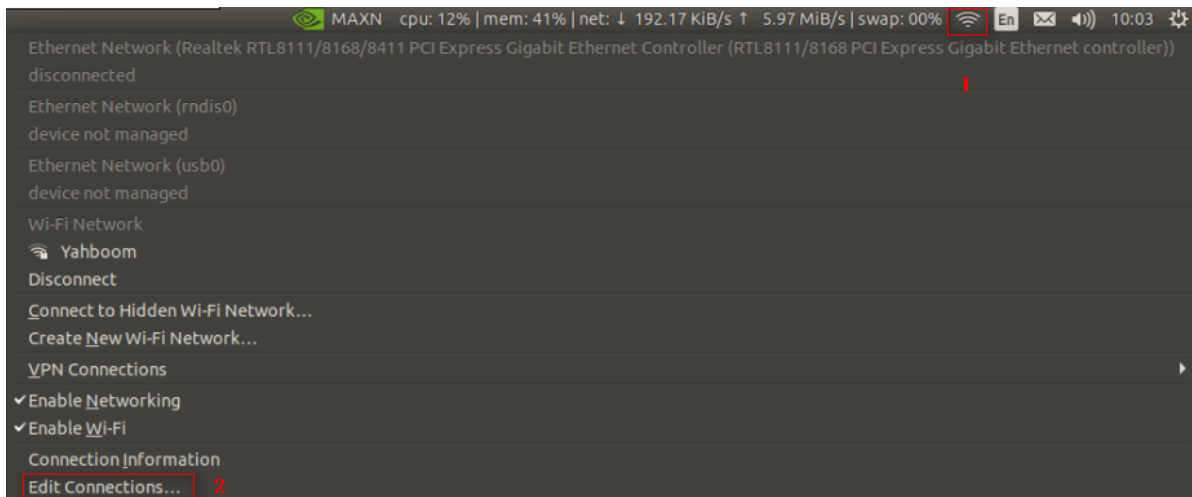 MAXN cpu: 12% | mem: 41% | net: ↓ 192.17 KiB/s ↑ 5.97 MiB/s | swap: 00% En 10:03
Ethernet Network (Realtek RTL8111/8168/8411 PCI Express Gigabit Ethernet Controller (RTL8111/8168 PCI Express Gigabit Ethernet controller))
disconnected
1
Ethernet Network (rndis0)
device not managed
Ethernet Network (usb0)
device not managed
Wi-Fi Network
Yahboom
Disconnect
Connect to Hidden Wi-Fi Network…
Create New Wi-Fi Network…
VPN Connections
Enable Networking
Enable Wi-Fi
Connection Information
Edit Connections… 2